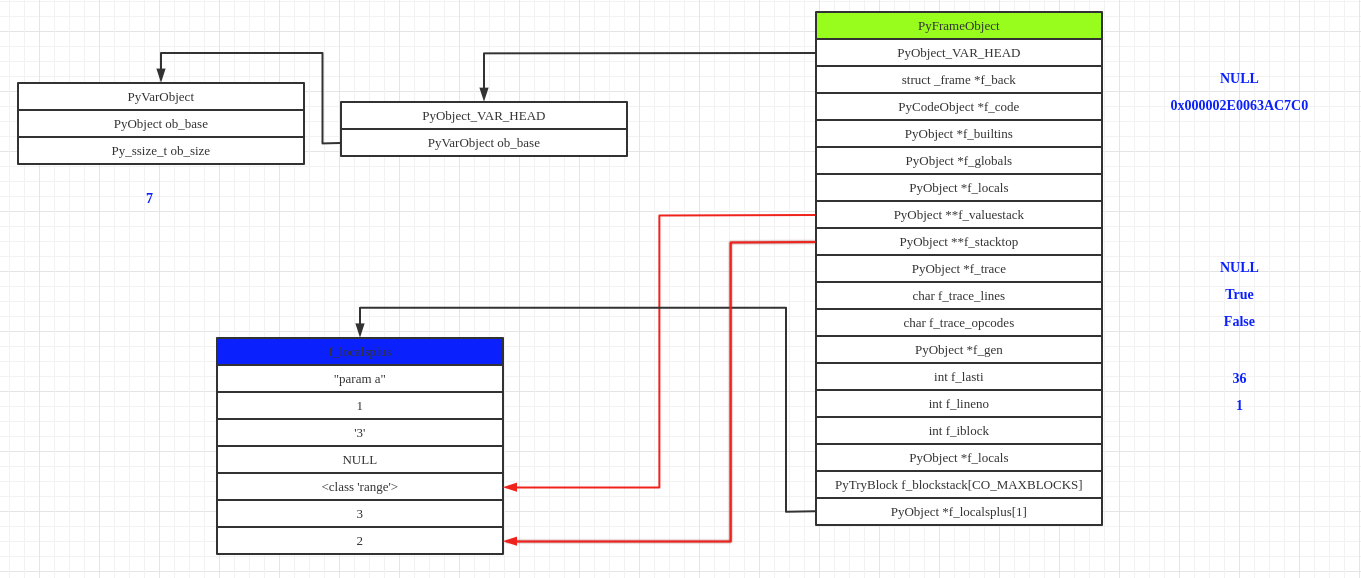 PyVarObject
PyObject ob_base
Py_ssize_t ob_size
7
PyObject_VAR_HEAD
PyVarObject ob_base
PyFrameObject
PyObject_VAR_HEAD
struct _frame *f_back
PyCodeObject *f_code
PyObject *f_builtins
PyObject *f_globals
PyObject *f_locals
PyObject **f_valuestack
PyObject **f_stacktop
PyObject *f_trace
char f_trace_lines
char f_trace_opcodes
PyObject *f_gen
int f_lasti
int f_lineno
int f_iblock
PyObject *f_locals
PyTryBlock f_blockstack[CO_MAXBLOCKS]
PyObject *f_localsplus[1]
NULL
0x000002E0063AC7C0
NULL
True
False
36
1
f_localsplus
"param a"
1
'3'
NULL
<class 'range'>
3
2